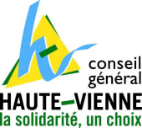 conseil
général
HAUTE-VIENNE
la solidarité, un choix